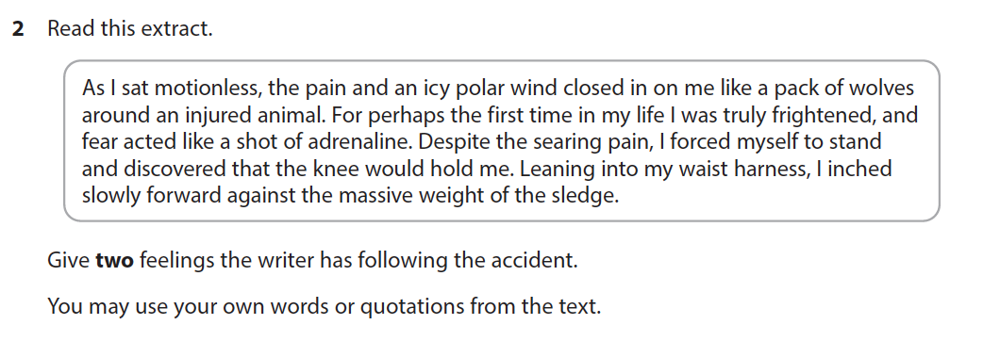 2 Read this extract.
As I sat motionless, the pain and an icy polar wind closed in on me like a pack of wolves
around an injured animal. For perhaps the first time in my life I was truly frightened, and
fear acted like a shot of adrenaline. Despite the searing pain, I forced myself to stand
and discovered that the knee would hold me. Leaning into my waist harness, I inched
slowly forward against the massive weight of the sledge.
Give two feelings the writer has following the accident.
You may use your own words or quotations from the text.